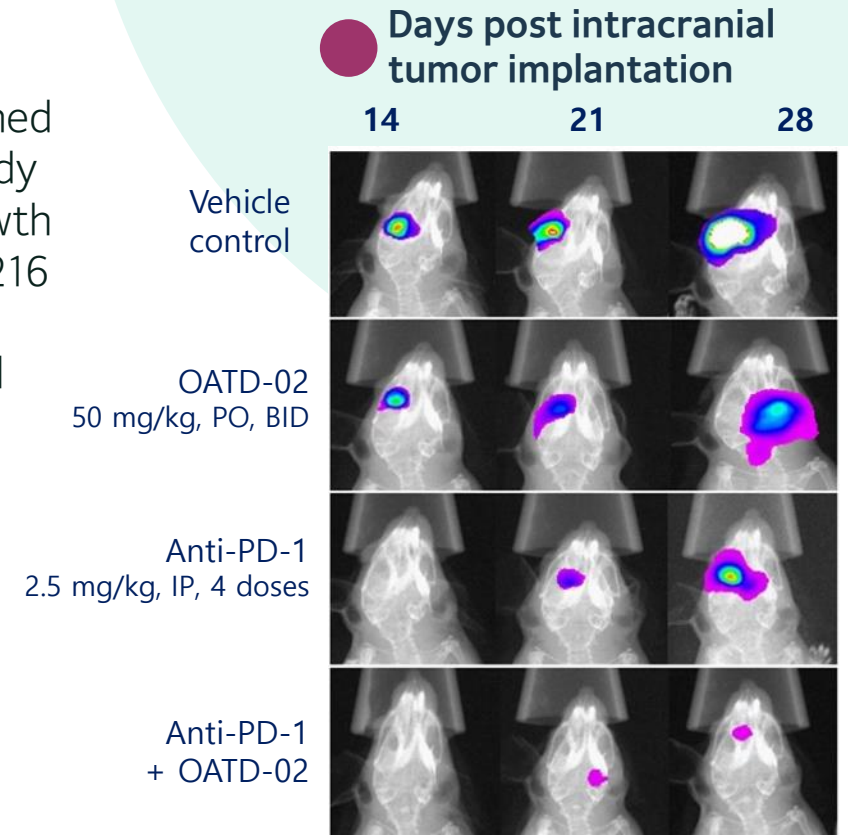 Days post intracranial
tumor implantation
14 21 28
Vehicle
control
OATD-02
50 mg/kg, PO, BID
Anti-PD-1
2.5 mg/kg, IP, 4 doses
Anti-PD-1
+ OATD-02
216